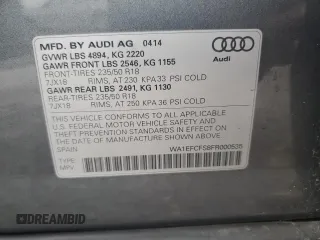 MFD. BY AUDI AG 0414
GVWR LBS 4894, KG 2220
GAWR FRONT LBS 2546, KG 1155
FRONT-TIRES 235/50 R18
7JX18 RIMS, AT 230 KPA33 PSI COLD
GAWR REAR LBS 2491, KG 1130
REAR-TIRES 235/50 R18
7JX18 RIMS, AT 250 KPA 36 PSI COLD
Audi
THIS VEHICLE CONFORMS TO ALL APPLICABLE
U.S. FEDERAL MOTOR VEHICLE SAFETY, BUMPER AND
THEFT PREVENTION STANDARDS IN EFFECT ON THE
DATE OF MANUFACTURE SHOWN ABOVE.
TYPE: WA1EFCFS8FR000535
MPV
SPAIN
DREAMBID